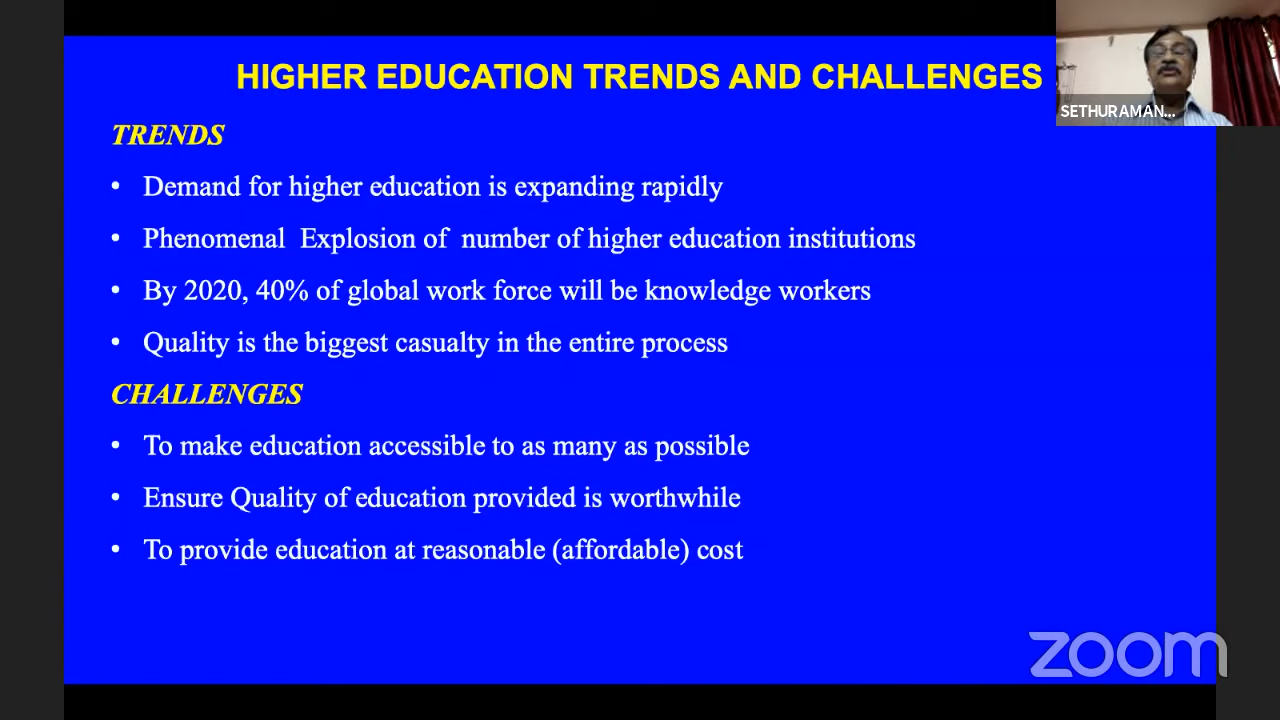 HIGHER EDUCATION TRENDS AND CHALLENGES
SETHURAMAN...
TRENDS
• Demand for higher education is expanding rapidly
• Phenomenal Explosion of number of higher education institutions
• By 2020, 40% of global work force will be knowledge workers
• Quality is the biggest casualty in the entire process
CHALLENGES
• To make education accessible to as many as possible
• Ensure Quality of education provided is worthwhile
• To provide education at reasonable (affordable) cost
zoom